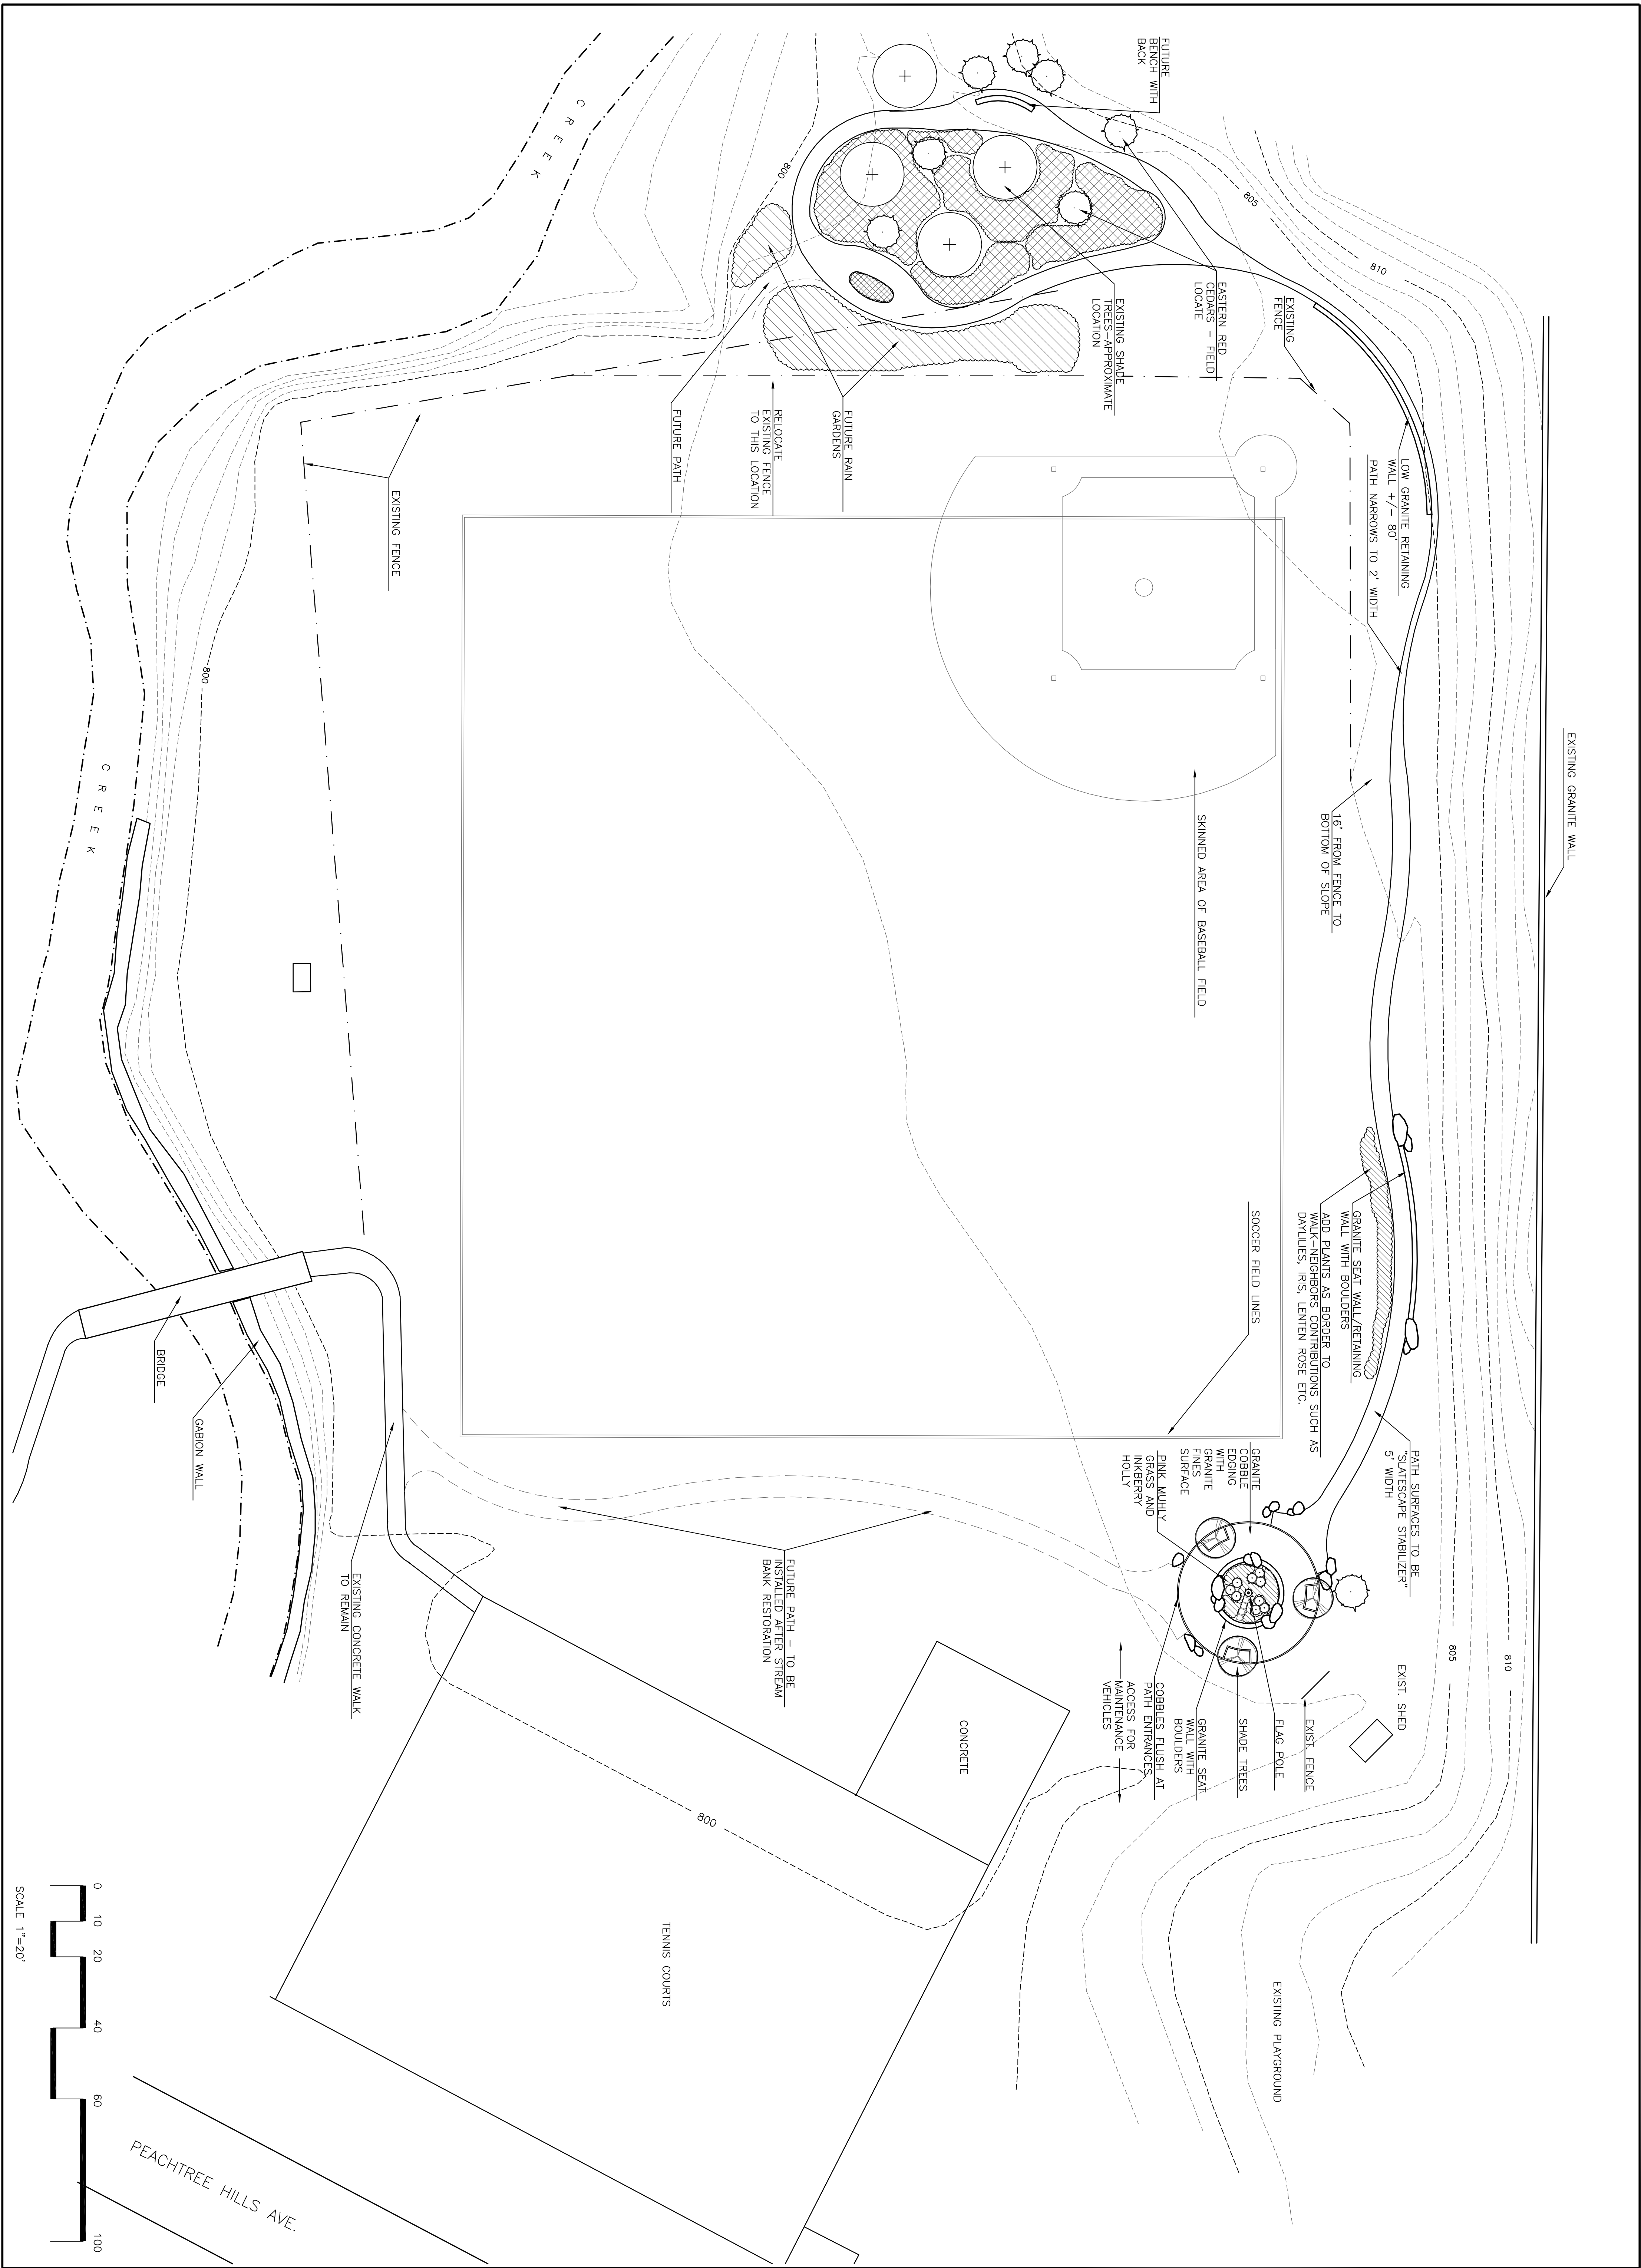 EXISTING GRANITE WALL
FUTURE
BENCH WITH
BACK
805
810
EASTERN RED
CEDARS – FIELD
LOCATE
EXISTING
FENCE
EXISTING SHADE
TREES–APPROXIMATE
LOCATION
LOW GRANITE RETAINING
WALL +/– 80'
PATH NARROWS TO 2' WIDTH
16' FROM FENCE TO
BOTTOM OF SLOPE
GRANITE SEAT WALL/RETAINING
WALL WITH BOULDERS
ADD PLANTS AS BORDER TO
WALK–NEIGHBORS CONTRIBUTIONS SUCH AS
DAYLILIES, IRIS, LENTEN ROSE ETC.
PATH SURFACES TO BE
"SLATESCAPE STABILIZER"
5' WIDTH
805
810
EXIST. SHED
EXIST. FENCE
FLAG POLE
SHADE TREES
GRANITE SEAT
WALL WITH
BOULDERS
COBBLES FLUSH AT
PATH ENTRANCES
ACCESS FOR
MAINTENANCE
VEHICLES
GRANITE
COBBLE
EDGING
WITH
GRANITE
FINES
SURFACE
PINK MUHLY
GRASS AND
INKBERRY
HOLLY
SOCCER FIELD LINES
SKINNED AREA OF BASEBALL FIELD
EXISTING PLAYGROUND
800
FUTURE RAIN
GARDENS
RELOCATE
EXISTING FENCE
TO THIS LOCATION
FUTURE PATH
EXISTING FENCE
CREEK
800
CREEK
FUTURE PATH – TO BE
INSTALLED AFTER STREAM
BANK RESTORATION
CONCRETE
800
TENNIS COURTS
EXISTING CONCRETE WALK
TO REMAIN
GABION WALL
BRIDGE
PEACHTREE HILLS AVE.
0 10 20 40 60 100
SCALE 1"=20'